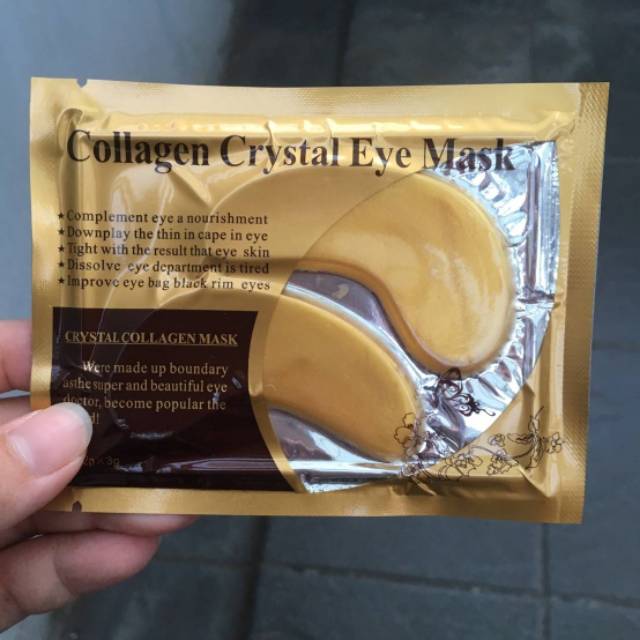 Collagen Crystal Eye Mask
★Complement eye a nourishment
★Downplay the thin in cape in eye
★Tight with the result that eye skin
★Dissolve eye department is tired
★Improve eye bag black rim eyes
CRYSTAL COLLAGEN MASK
Were made up boundary
asthe super and beautiful eye
doctor, become popular the